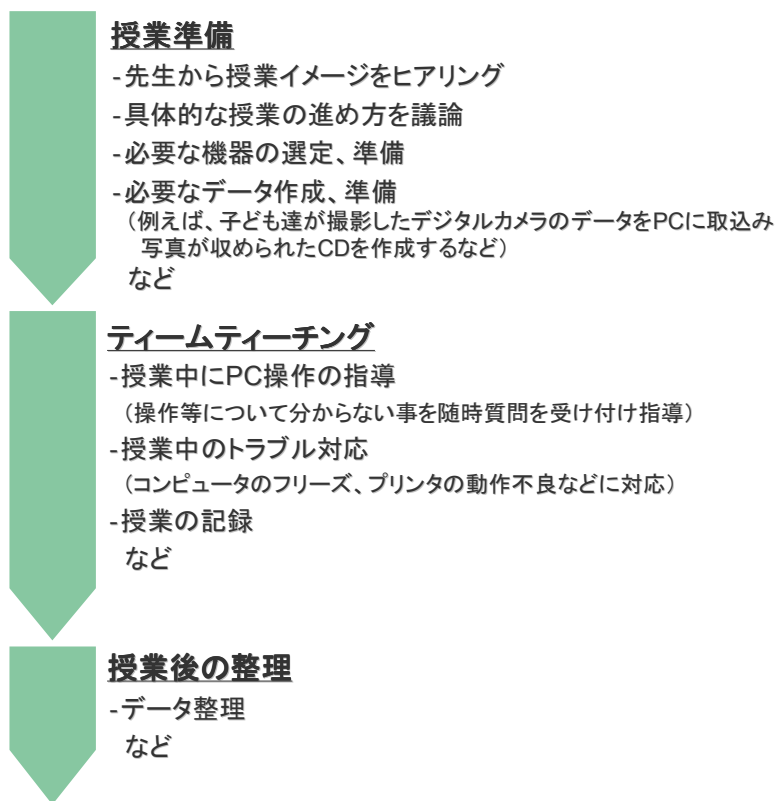 授業準備
-先生から授業イメージをヒアリング
-具体的な授業の進め方を議論
-必要な機器の選定、準備
-必要なデータ作成、準備
（例えば、子ども達が撮影したデジタルカメラのデータをPCに取込み
写真が収められたCDを作成するなど）
など
ティームティーチング
-授業中にPC操作の指導
（操作等について分からない事を随時質問を受け付け指導）
-授業中のトラブル対応
（コンピュータのフリーズ、プリンタの動作不良などに対応）
-授業の記録
など
授業後の整理
-データ整理
など